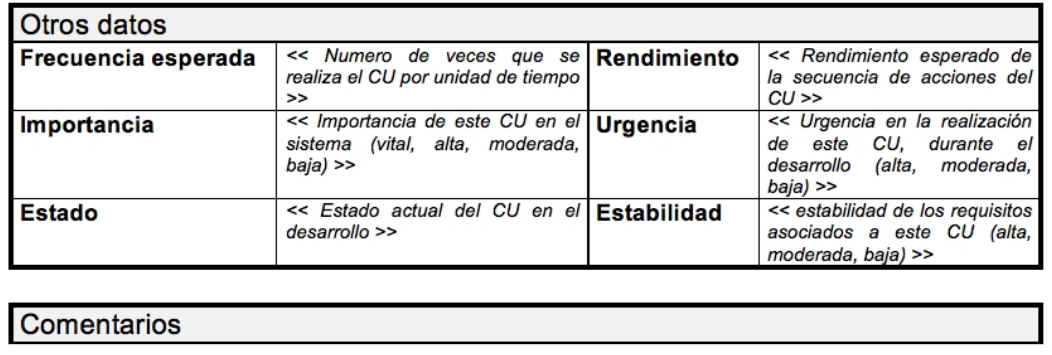 Otros datos
Frecuencia esperada
<< Numero de veces que se
realiza el CU por unidad de tiempo
>>
Rendimiento
<< Rendimiento esperado de
la secuencia de acciones del
CU >>
Importancia
<< Importancia de este CU en el
sistema (vital, alta, moderada,
baja) >>
Urgencia
<< Urgencia en la realización
de este CU, durante el
desarrollo (alta, moderada,
baja) >>
Estado
<< Estado actual del CU en el
desarrollo >>
Estabilidad
<< estabilidad de los requisitos
asociados a este CU (alta,
moderada, baja) >>
Comentarios